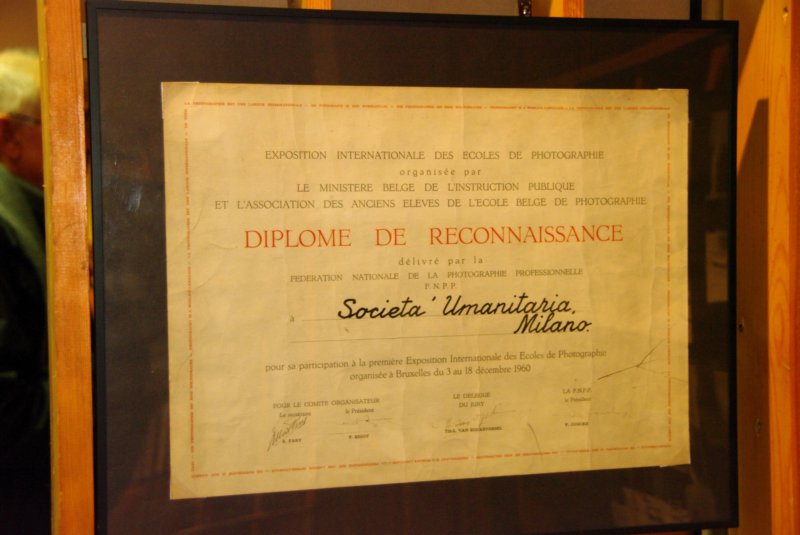 EXPOSITION INTERNATIONALE DES ECOLES DE PHOTOGRAPHIE
organisée par
LE MINISTERE BELGE DE L'INSTRUCTION PUBLIQUE
ET L'ASSOCIATION DES ANCIENS ELEVES DE L'ECOLE BELGE DE PHOTOGRAPHIE
DIPLOME DE RECONNAISSANCE
délivré par la
FEDERATION NATIONALE DE LA PHOTOGRAPHIE PROFESSIONNELLE
F.N.P.P.
à Societa' Umanitaria,
Milano.
pour sa participation à la première Exposition Internationale des Ecoles de Photographie
organisée à Bruxelles du 3 au 18 décembre 1960
POUR LE COMITE ORGANISATEUR
le Président
LE DELEGUE
DU JURY
LA F.N.P.P.
le Président